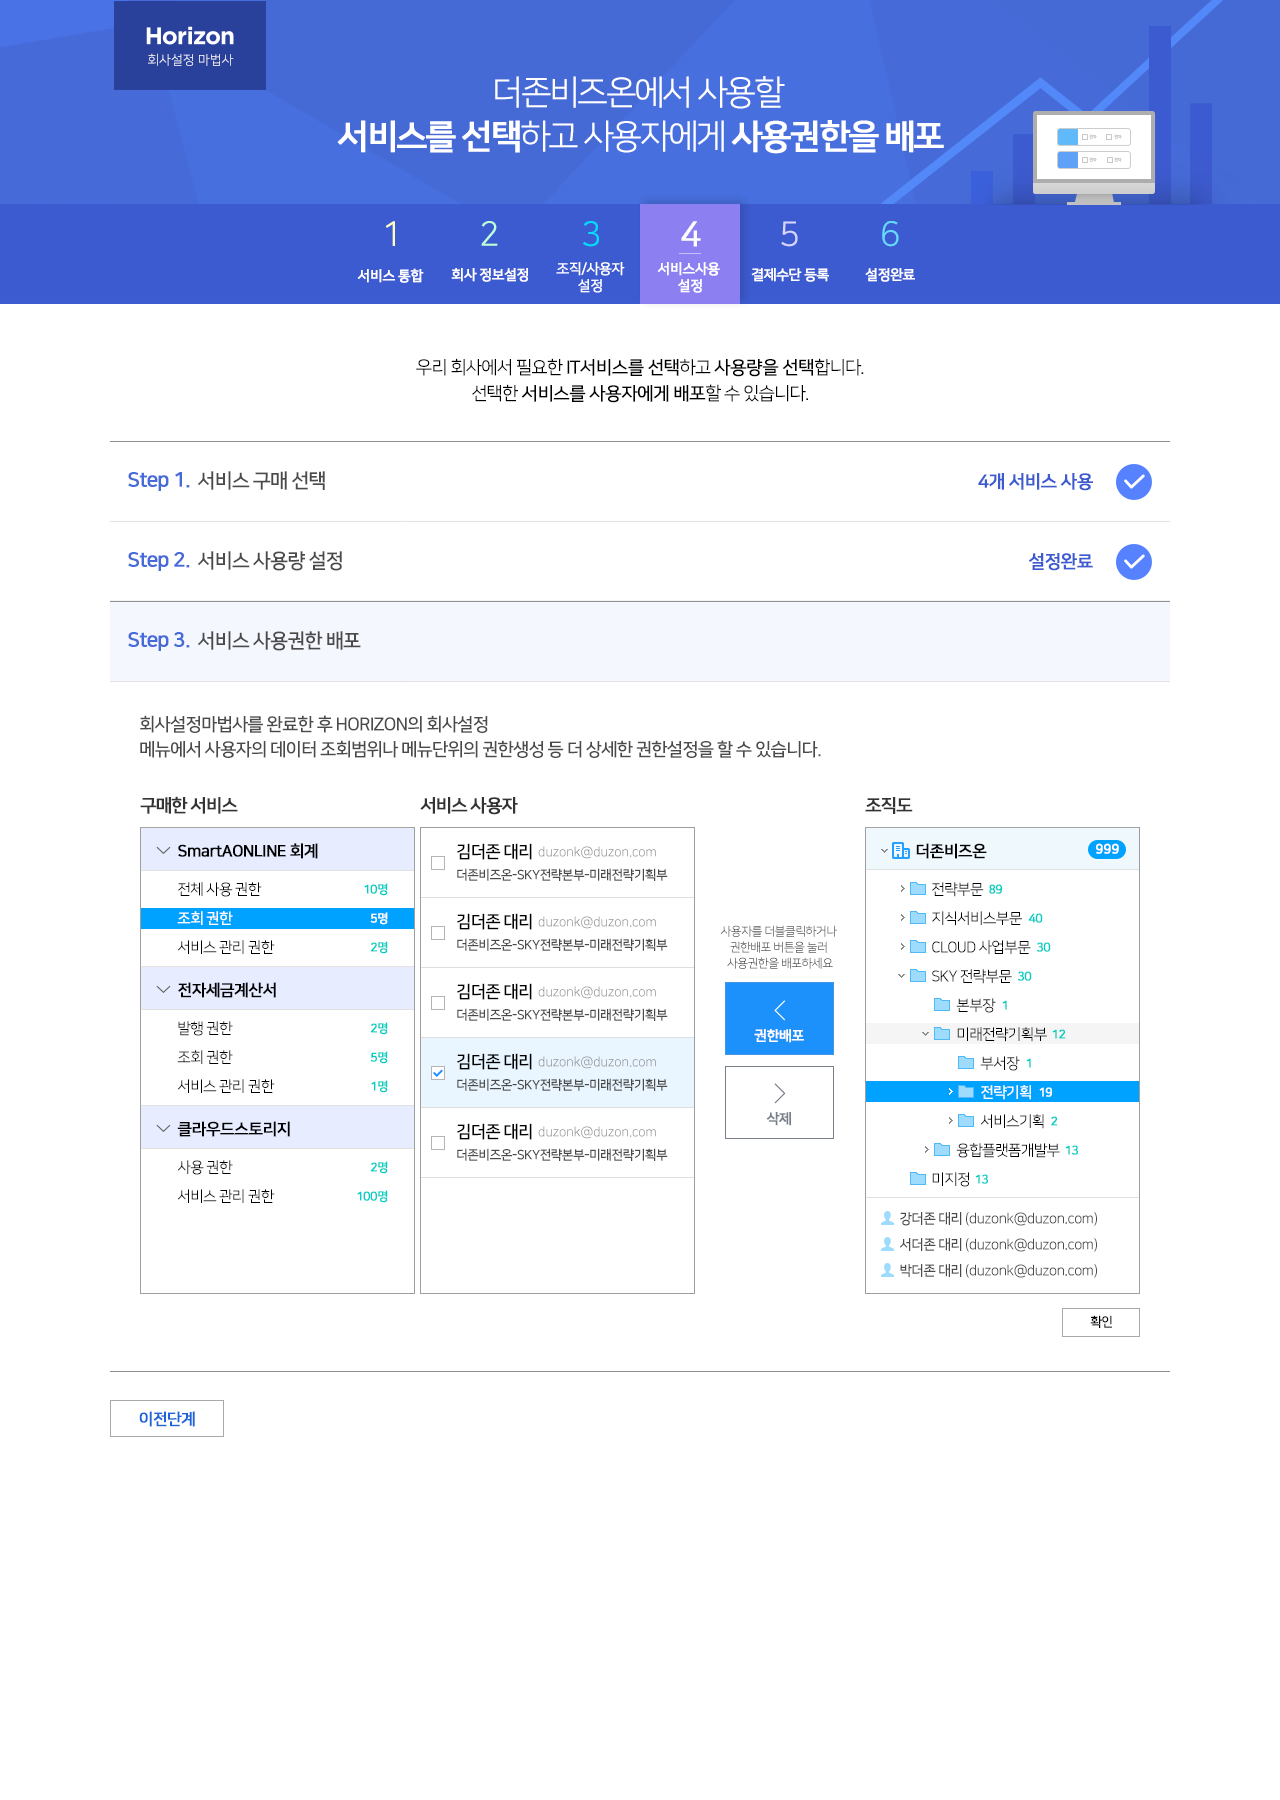 Horizon
회사설정 마법사
더존비즈온에서 사용할
서비스를 선택하고 사용자에게 사용권한을 배포
1
서비스 통합
2
회사 정보설정
3
조직/사용자
설정
4
서비스사용
설정
5
결제수단 등록
6
설정완료
우리 회사에서 필요한 IT서비스를 선택하고 사용량을 선택합니다.
선택한 서비스를 사용자에게 배포할 수 있습니다.
Step 1. 서비스 구매 선택
4개 서비스 사용
Step 2. 서비스 사용량 설정
설정완료
Step 3. 서비스 사용권한 배포
회사설정마법사를 완료한 후 HORIZON의 회사설정
메뉴에서 사용자의 데이터 조회범위나 메뉴단위의 권한생성 등 더 상세한 권한설정을 할 수 있습니다.
구매한 서비스
SmartAONLINE 회계
전체 사용 권한 10명
조회 권한 5명
서비스 관리 권한 2명
전자세금계산서
발행 권한 2명
조회 권한 5명
서비스 관리 권한 1명
클라우드스토리지
사용 권한 2명
서비스 관리 권한 100명
서비스 사용자
김더존 대리 duzonk@duzon.com
더존비즈온-SKY전략본부-미래전략기획부
김더존 대리 duzonk@duzon.com
더존비즈온-SKY전략본부-미래전략기획부
김더존 대리 duzonk@duzon.com
더존비즈온-SKY전략본부-미래전략기획부
김더존 대리 duzonk@duzon.com
더존비즈온-SKY전략본부-미래전략기획부
김더존 대리 duzonk@duzon.com
더존비즈온-SKY전략본부-미래전략기획부
사용자를 더블클릭하거나
권한배포 버튼을 눌러
사용권한을 배포하세요
권한배포
삭제
조직도
더존비즈온 999
전략부문 89
지식서비스부문 40
CLOUD 사업부문 30
SKY 전략부문 30
본부장 1
미래전략기획부 12
부서장 1
전략기획 19
서비스기획 2
융합플랫폼개발부 13
미지정 13
강더존 대리 (duzonk@duzon.com)
서더존 대리 (duzonk@duzon.com)
박더존 대리 (duzonk@duzon.com)
확인
이전단계